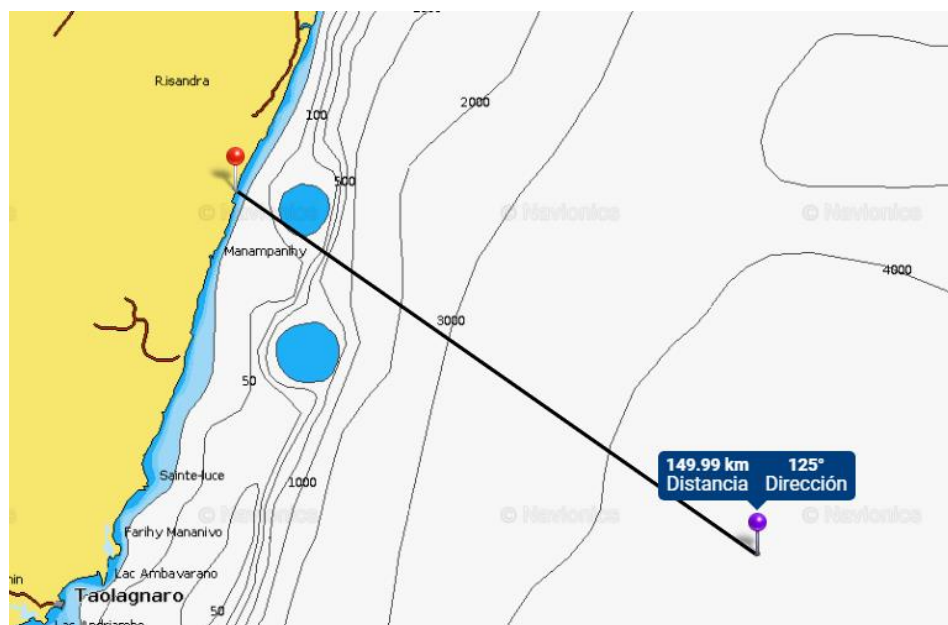 R.isandra
100
2000
500
© Navionics
© Navionics
© Navionics
Manampanihy
4000
3000
50
149.99 km 125°
Distancia Dirección
Sainte-luce
1000
© Navionics
© Navionics
© Navionics
Farihy Mananivo
Lac Ambavarano
Taolagnaro
50